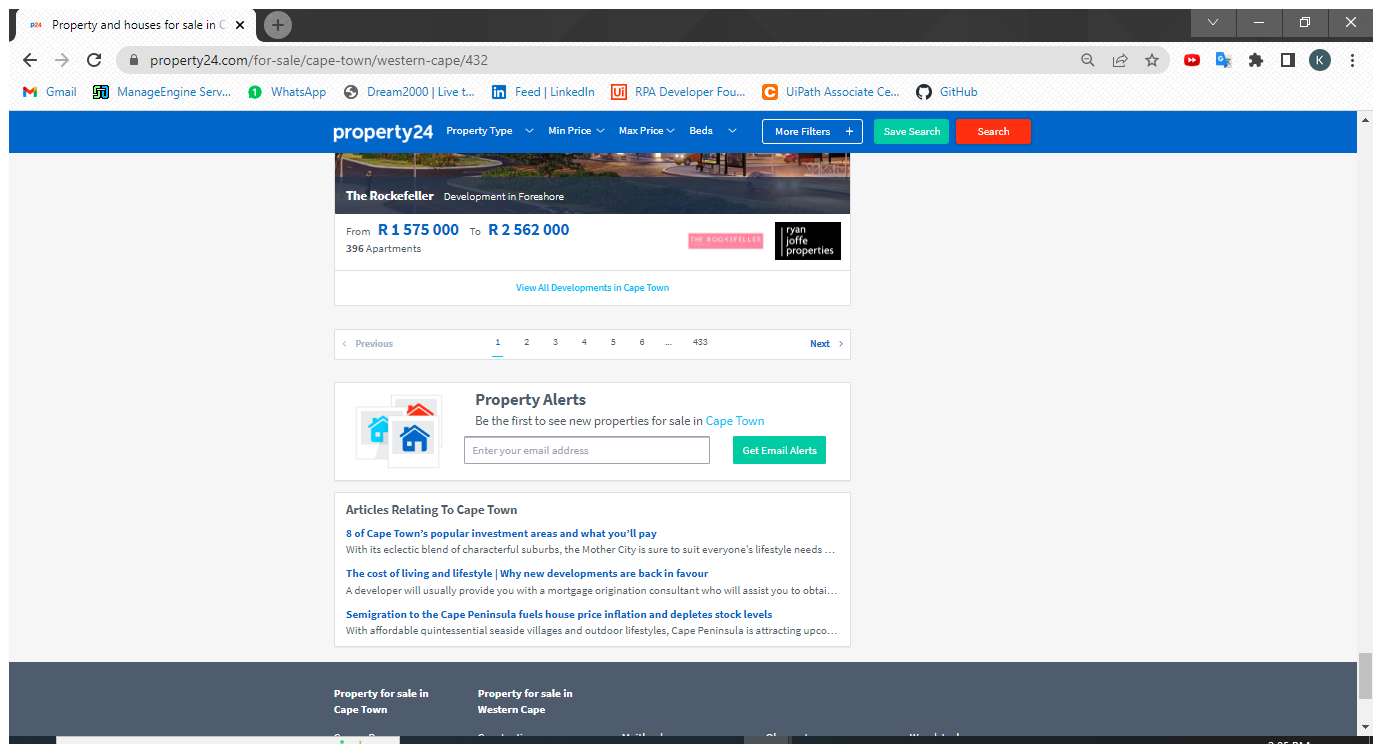 P24 Property and houses for sale in C
property24.com/for-sale/cape-town/western-cape/432
K
Gmail ManageEngine Serv... WhatsApp Dream2000 | Live t... Feed | LinkedIn RPA Developer Fou... UiPath Associate Ce... GitHub
property24 Property Type Min Price Max Price Beds More Filters + Save Search Search
The Rockefeller Development in Foreshore
From R 1 575 000 To R 2 562 000
396 Apartments
THE ROCKEFELLER
ryan
joffe
properties
View All Developments in Cape Town
Previous 1 2 3 4 5 6 ... 433 Next
Property Alerts
Be the first to see new properties for sale in Cape Town
Enter your email address Get Email Alerts
Articles Relating To Cape Town
8 of Cape Town's popular investment areas and what you'll pay
With its eclectic blend of characterful suburbs, the Mother City is sure to suit everyone's lifestyle needs ...
The cost of living and lifestyle | Why new developments are back in favour
A developer will usually provide you with a mortgage origination consultant who will assist you to obtai...
Semigration to the Cape Peninsula fuels house price inflation and depletes stock levels
With affordable quintessential seaside villages and outdoor lifestyles, Cape Peninsula is attracting upco...
Property for sale in
Cape Town
Property for sale in
Western Cape